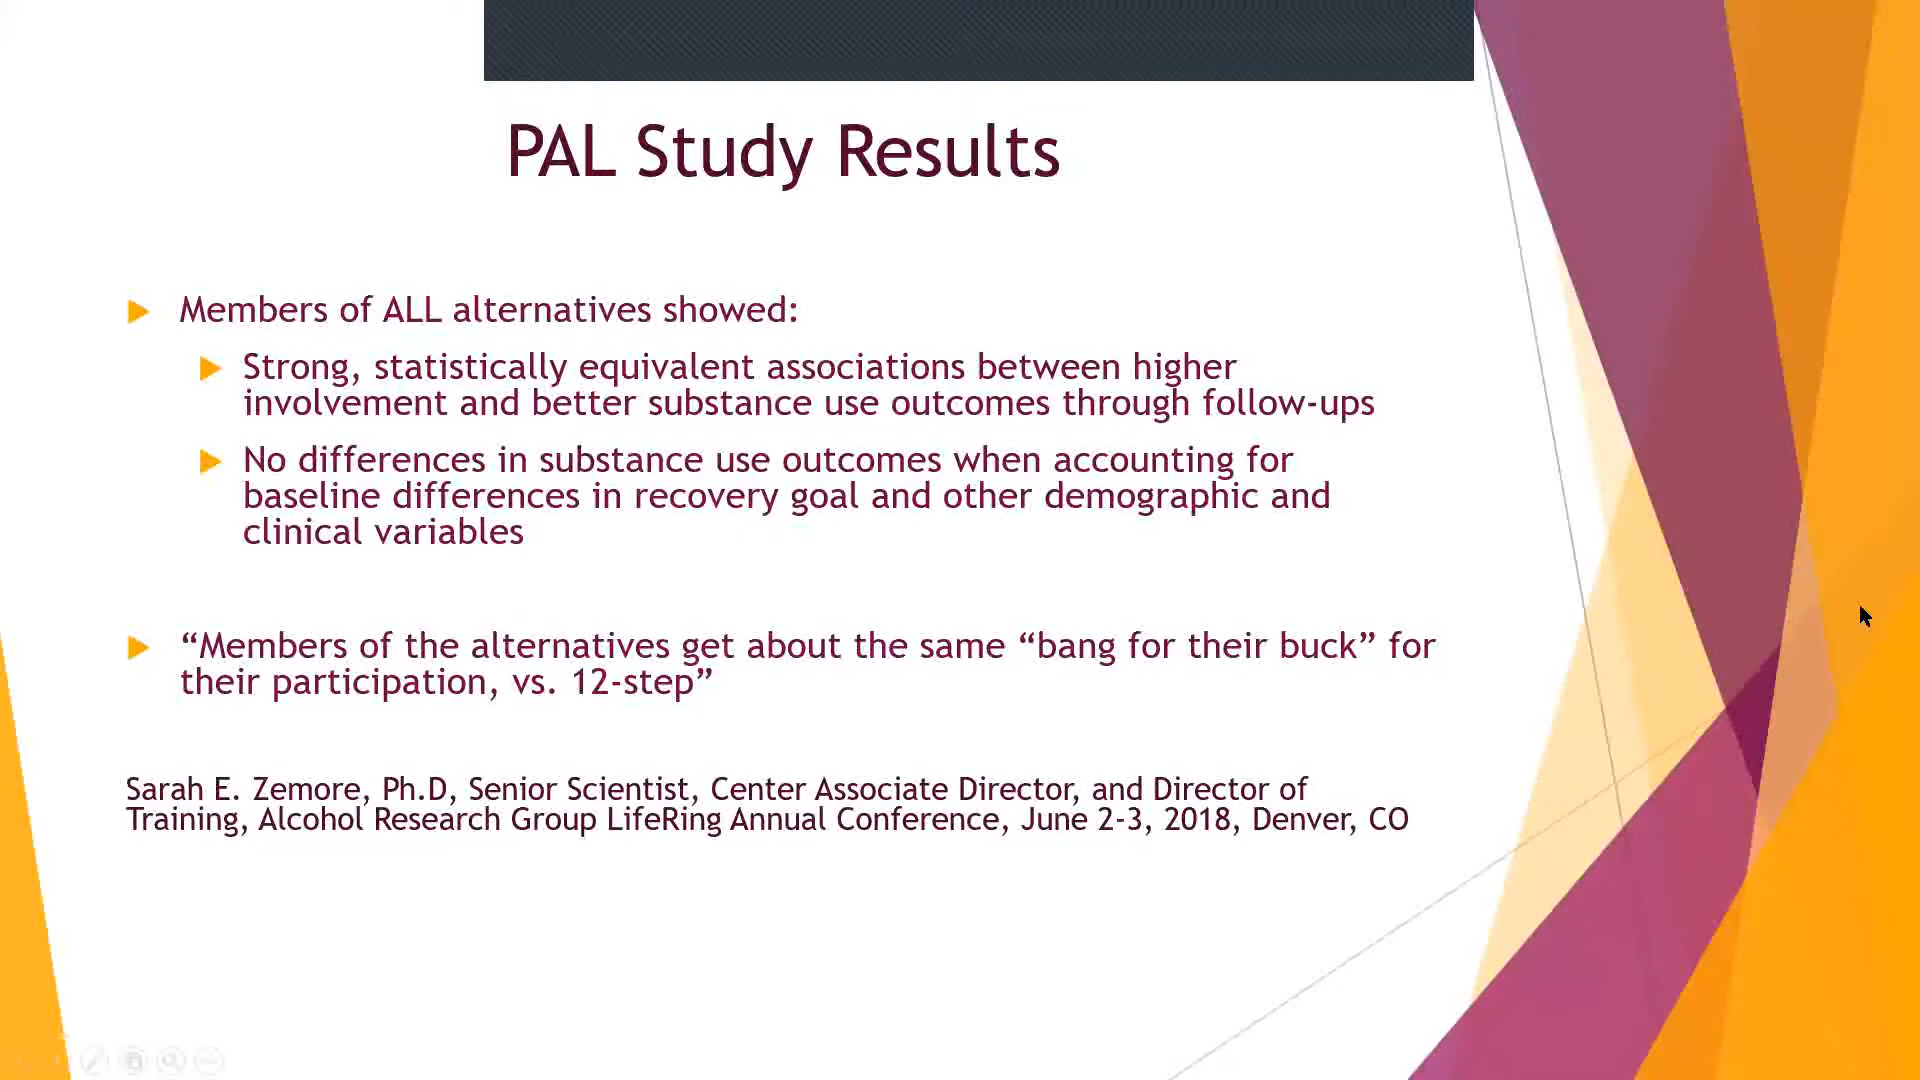 PAL Study Results
Members of ALL alternatives showed:
Strong, statistically equivalent associations between higher
involvement and better substance use outcomes through follow-ups
No differences in substance use outcomes when accounting for
baseline differences in recovery goal and other demographic and
clinical variables
“Members of the alternatives get about the same “bang for their buck” for
their participation, vs. 12-step”
Sarah E. Zemore, Ph.D, Senior Scientist, Center Associate Director, and Director of
Training, Alcohol Research Group LifeRing Annual Conference, June 2-3, 2018, Denver, CO